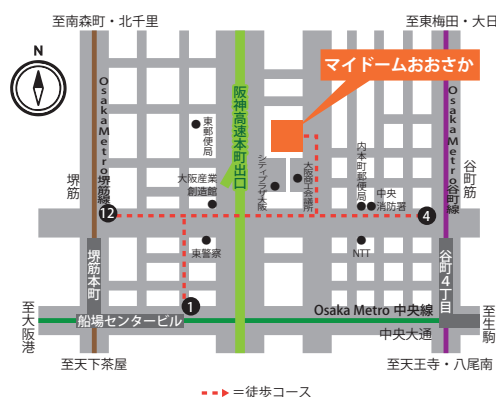 至南森町・北千里
至東梅田・大日
N
マイドームおおさか
Osaka Metro堺筋線
阪神高速本町出口
Osaka Metro谷町線
堺筋
谷町筋
東郵便局
大阪産業
創造館
シティプラザ大阪
大阪商工会議所
内本町郵便局
中央
消防署
12
4
東警察
NTT
堺筋本町
谷町4丁目
1
Osaka Metro 中央線
至大阪港
船場センタービル
中央大通
至生駒
至天下茶屋
至天王寺・八尾南
=徒歩コース